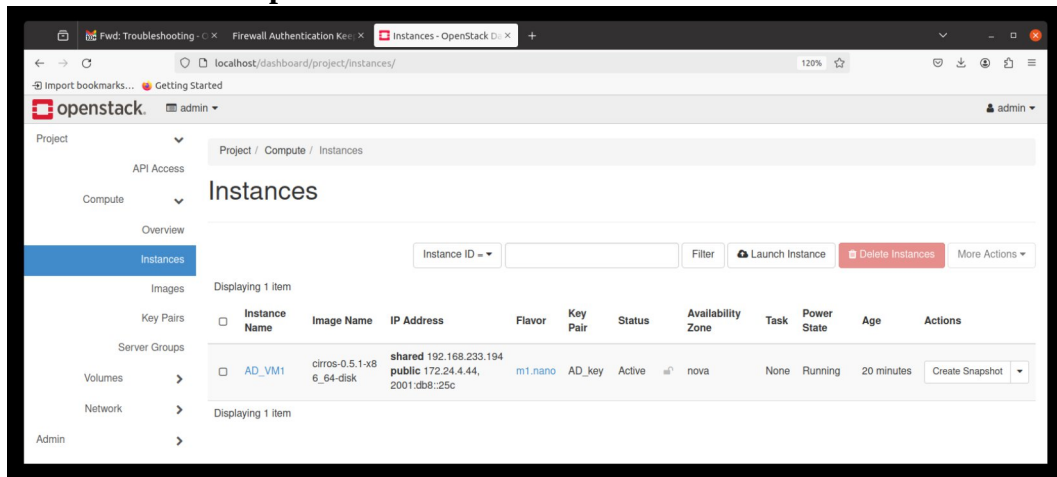 Fwd: Troubleshooting -
Firewall Authentication Kee
Instances - OpenStack Da
localhost/dashboard/project/instances/
120%
Import bookmarks...
Getting Started
openstack.
admin
admin
Project
API Access
Compute
Overview
Instances
Images
Key Pairs
Server Groups
Volumes
Network
Admin
Project / Compute / Instances
Instances
Instance ID =
Filter
Launch Instance
Delete Instances
More Actions
Displaying 1 item
Instance Name
Image Name
IP Address
Flavor
Key Pair
Status
Availability Zone
Task
Power State
Age
Actions
AD_VM1
cirros-0.5.1-x8
6_64-disk
shared 192.168.233.194
public 172.24.4.44,
2001:db8::25c
m1.nano
AD_key
Active
nova
None
Running
20 minutes
Create Snapshot
Displaying 1 item